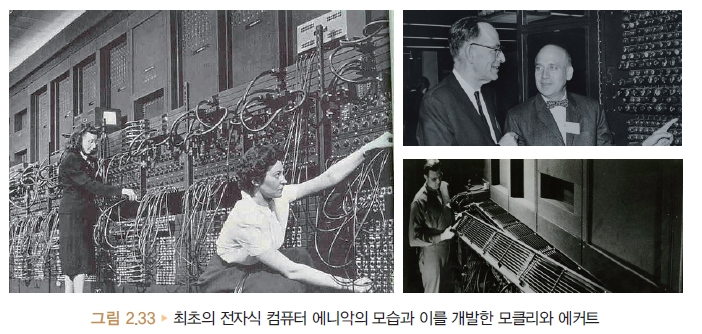 그림 2.33 ▸ 최초의 전자식 컴퓨터 에니악의 모습과 이를 개발한 모클리와 에커트